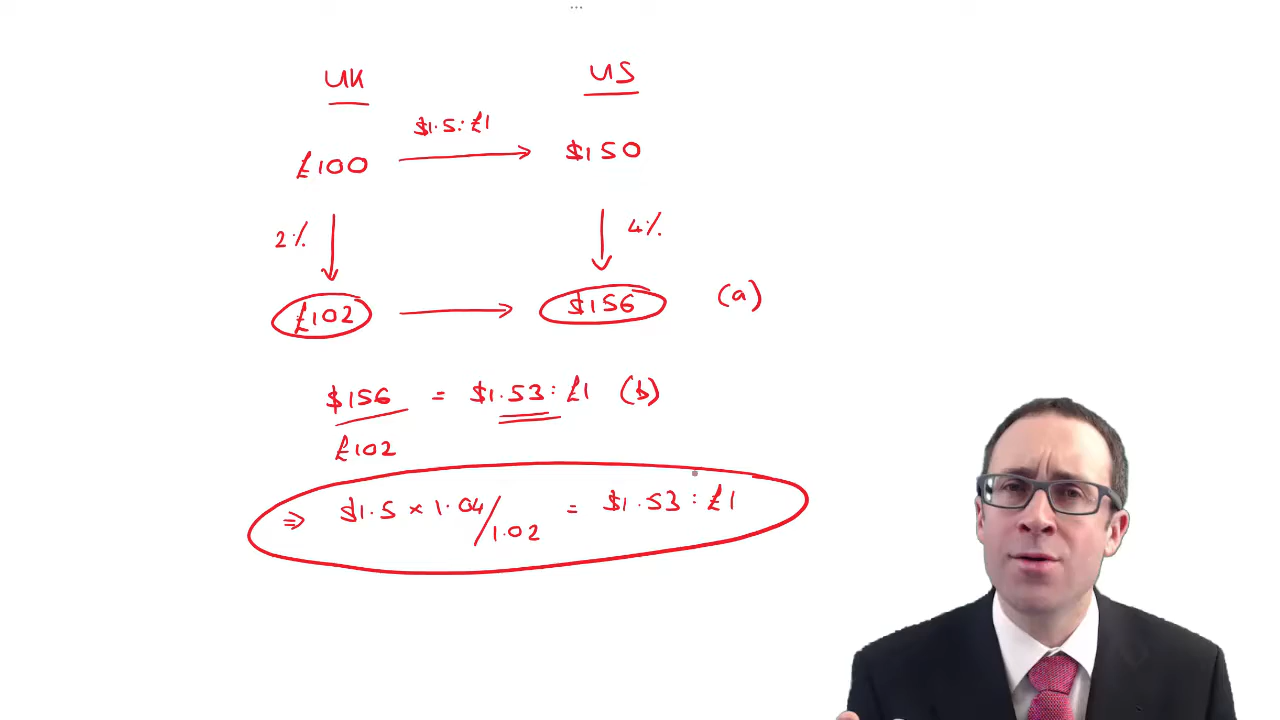 ...
UK US
$1.5:£1
£100 $150
2% 4%
£102 $156 (a)
$156 = $1.53:£1 (b)
£102
⇒ $1.5 × 1.04/1.02 = $1.53:£1